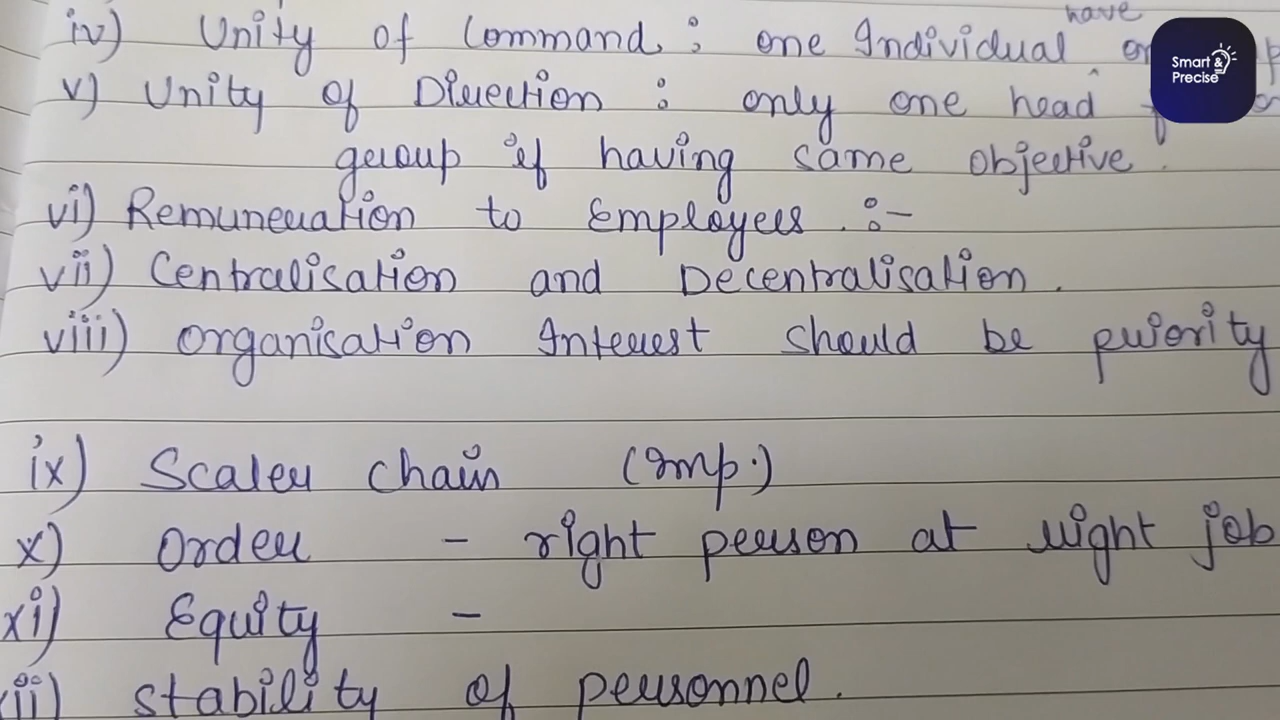 have
iv) Unity of Command : one Individual
v) Unity of Direction : only one head
group if having same objective.
vi) Remuneration to Employees. :-
vii) Centralisation and Decentralisation.
viii) organisation Interest should be priority
ix) Scaler chain (Imp.)
x) Order - right person at right job
xi) Equity -
ii) stability of personnel.
Smart &
Precise